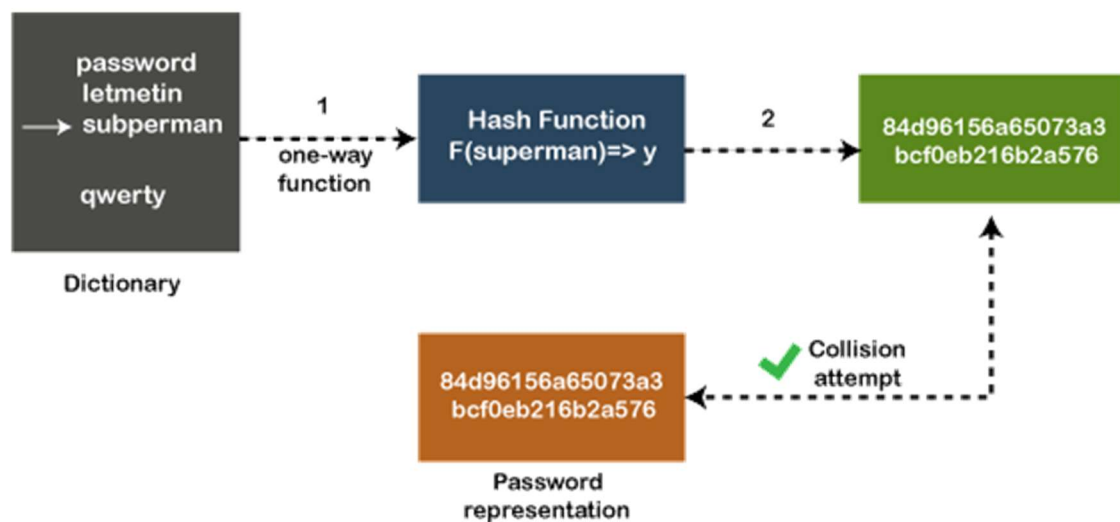 password
letmetin
subperman
qwerty
Dictionary
1
one-way
function
Hash Function
F(superman)=> y
2
84d96156a65073a3
bcf0eb216b2a576
Collision
attempt
84d96156a65073a3
bcf0eb216b2a576
Password
representation